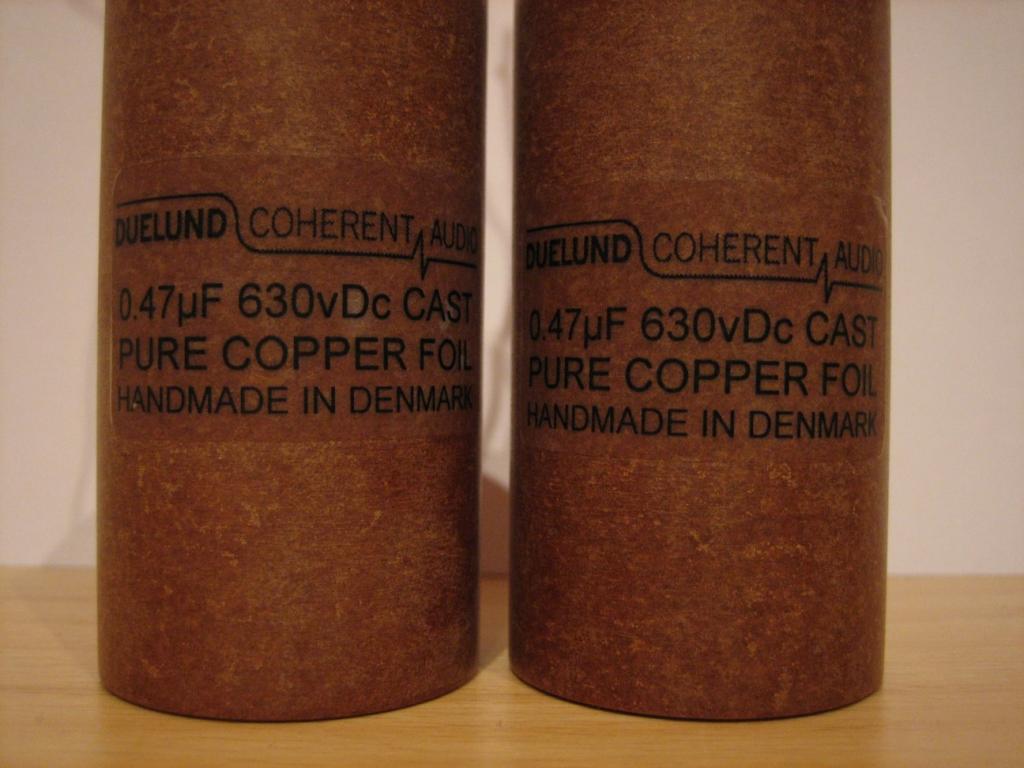 DUELUND COHERENT AUDIO
0.47µF 630vDc CAST
PURE COPPER FOIL
HANDMADE IN DENMARK
DUELUND COHERENT AUDIO
0.47µF 630vDc CAST
PURE COPPER FOIL
HANDMADE IN DENMARK